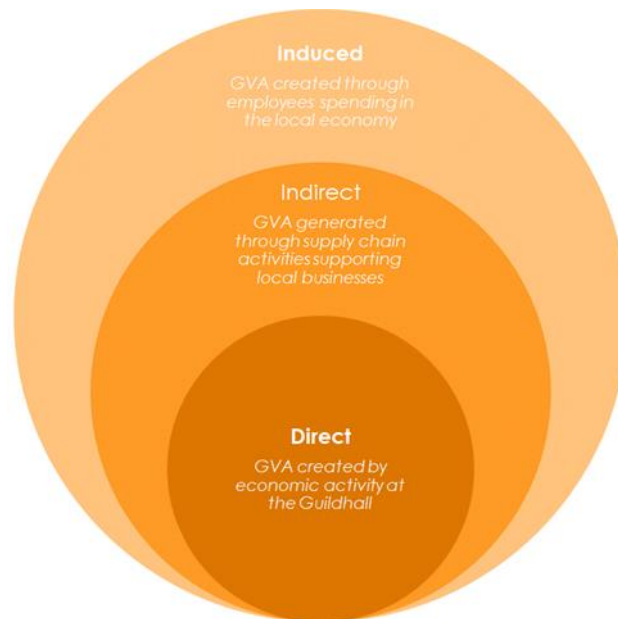 Induced
GVA created through
employees spending in
the local economy
Indirect
GVA generated
through supply chain
activities supporting
local businesses
Direct
GVA created by
economic activity at
the Guildhall